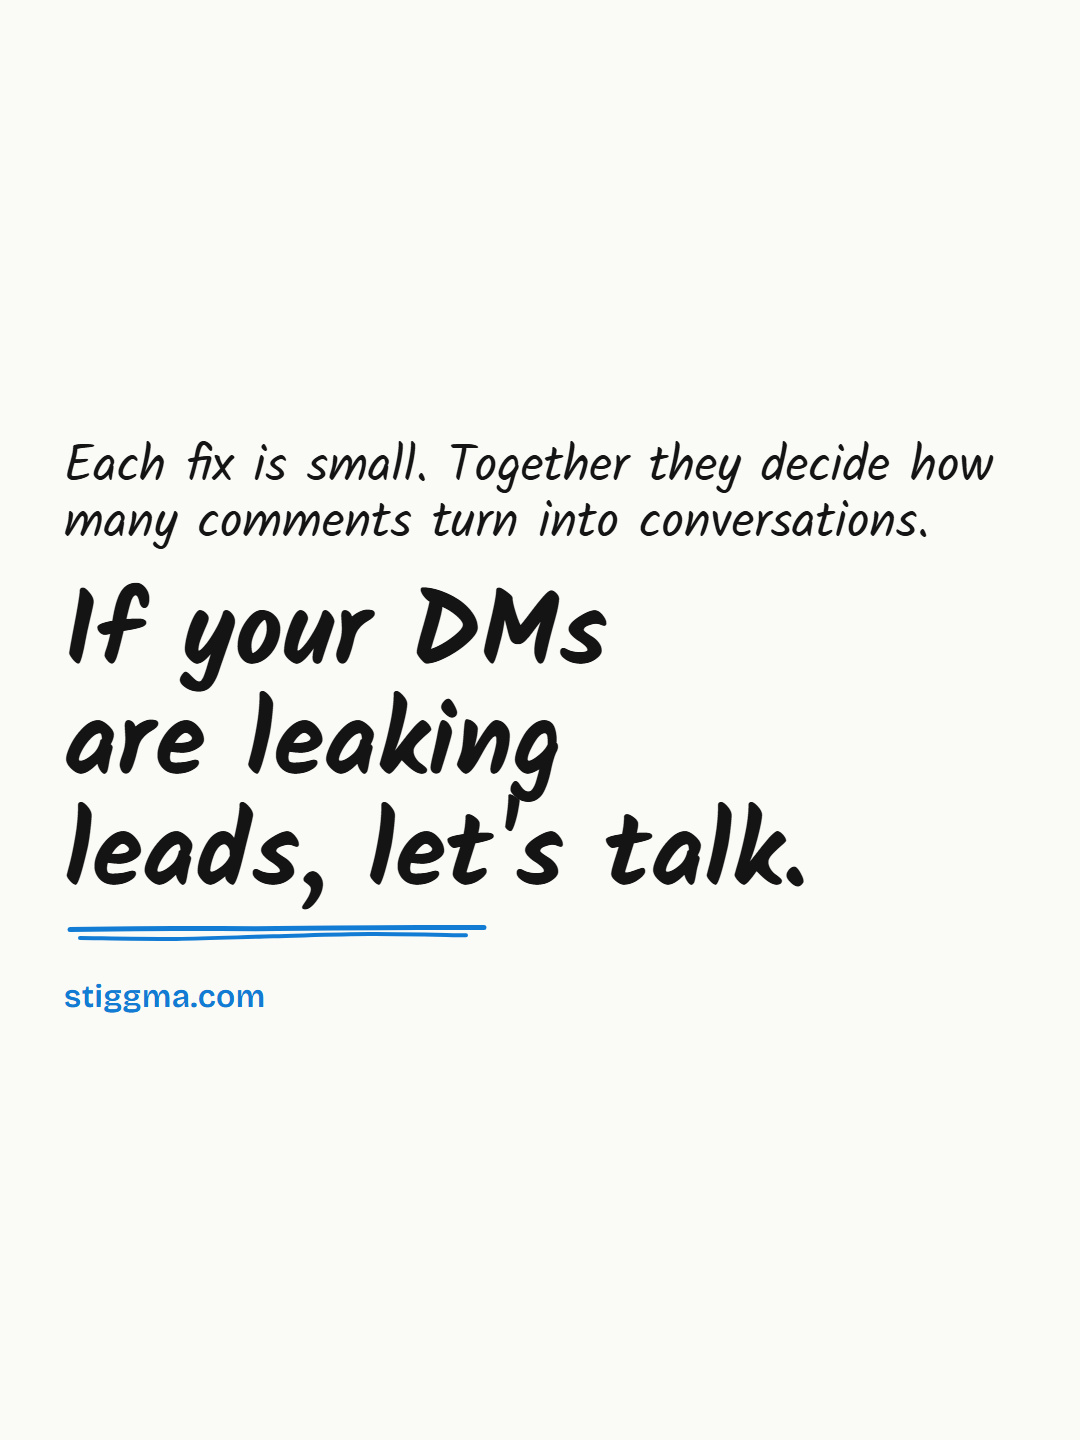 Each fix is small. Together they decide how
many comments turn into conversations.
If your DMs
are leaking
leads, let's talk.
stiggma.com